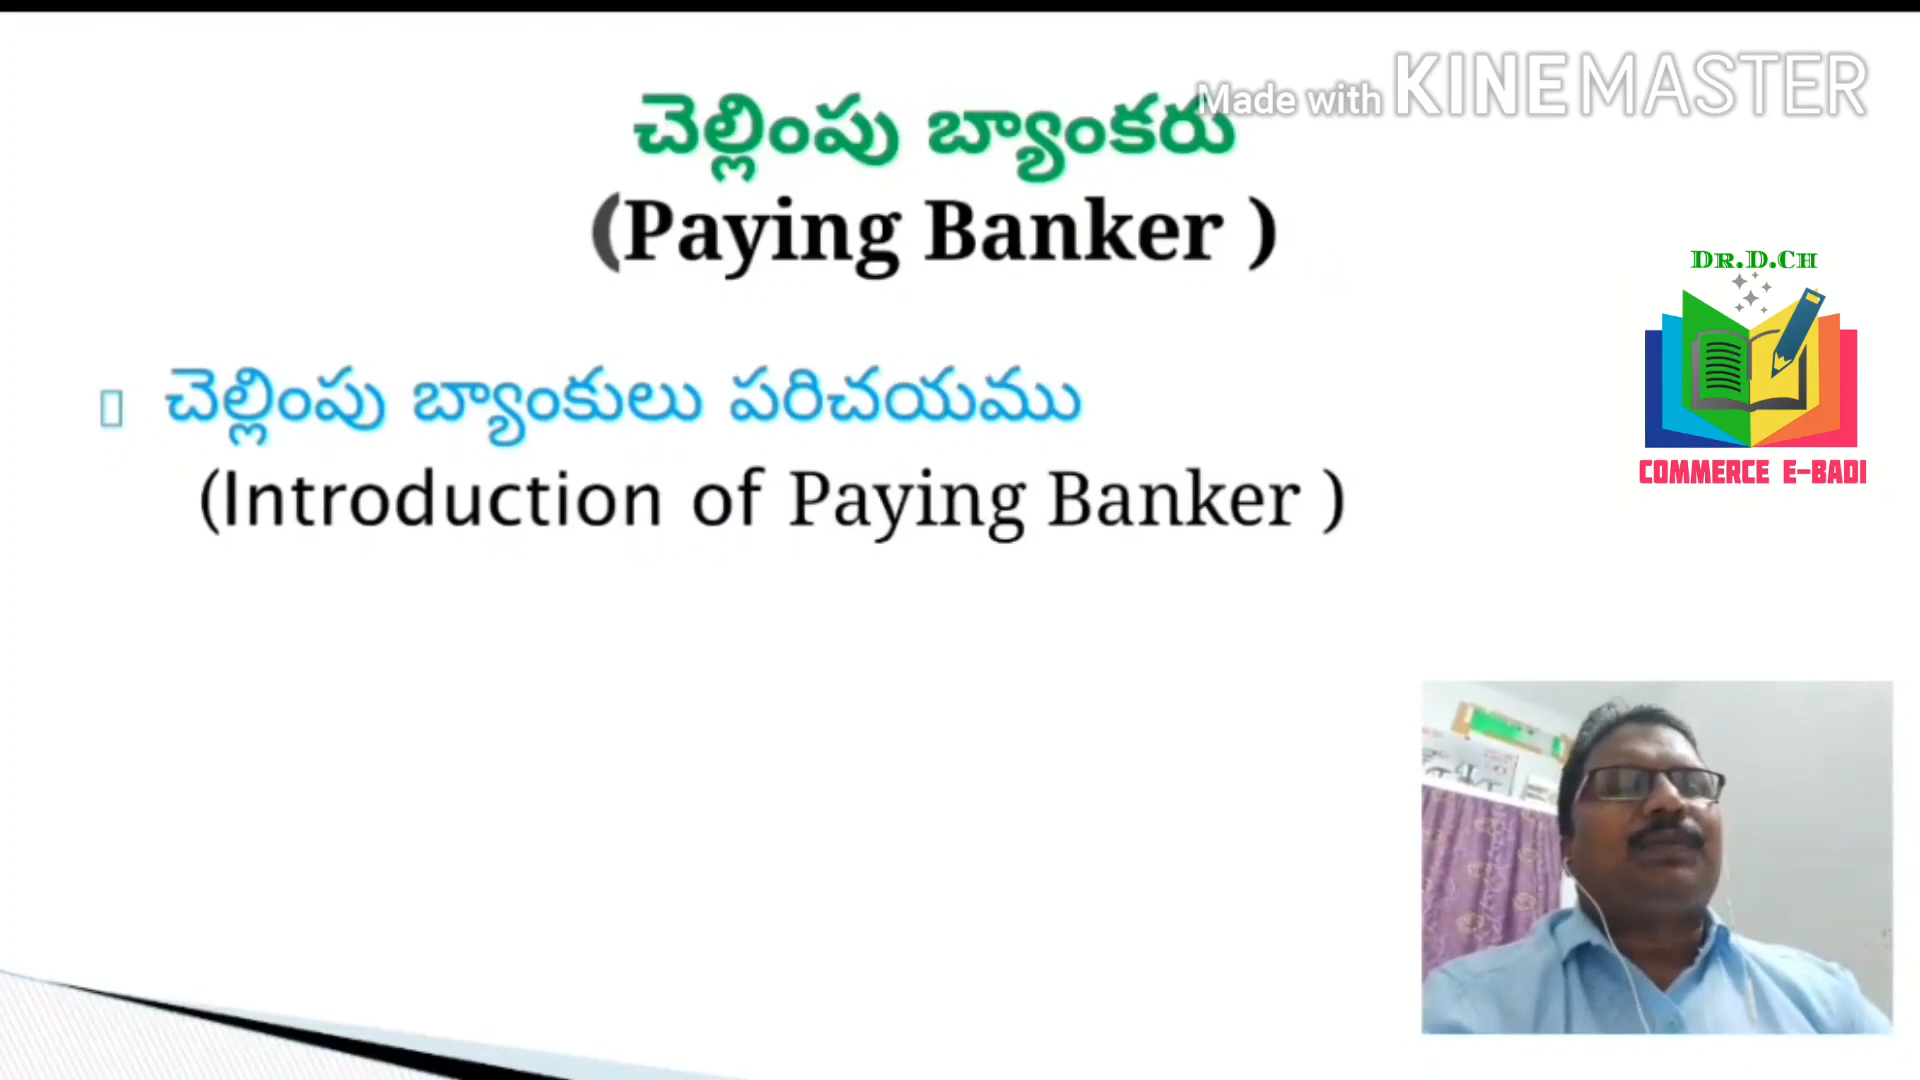 Made with KINEMASTER
చెల్లింపు బ్యాంకరు
(Paying Banker )
DR.D.CH
చెల్లింపు బ్యాంకులు పరిచయము
(Introduction of Paying Banker )
COMMERCE E-BADI